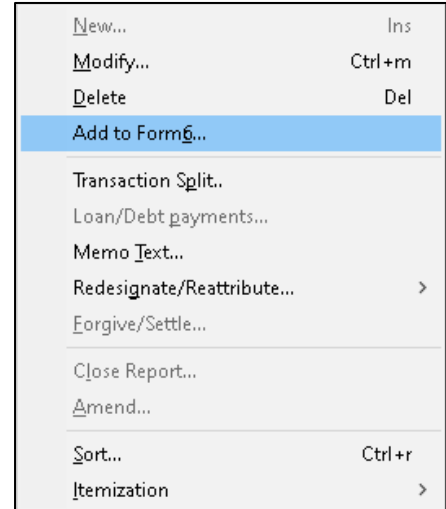 New... Ins
Modify... Ctrl+m
Delete Del
Add to Form6...
Transaction Split..
Loan/Debt payments...
Memo Text...
Redesignate/Reattribute... >
Forgive/Settle...
Close Report...
Amend...
Sort... Ctrl+r
Itemization >